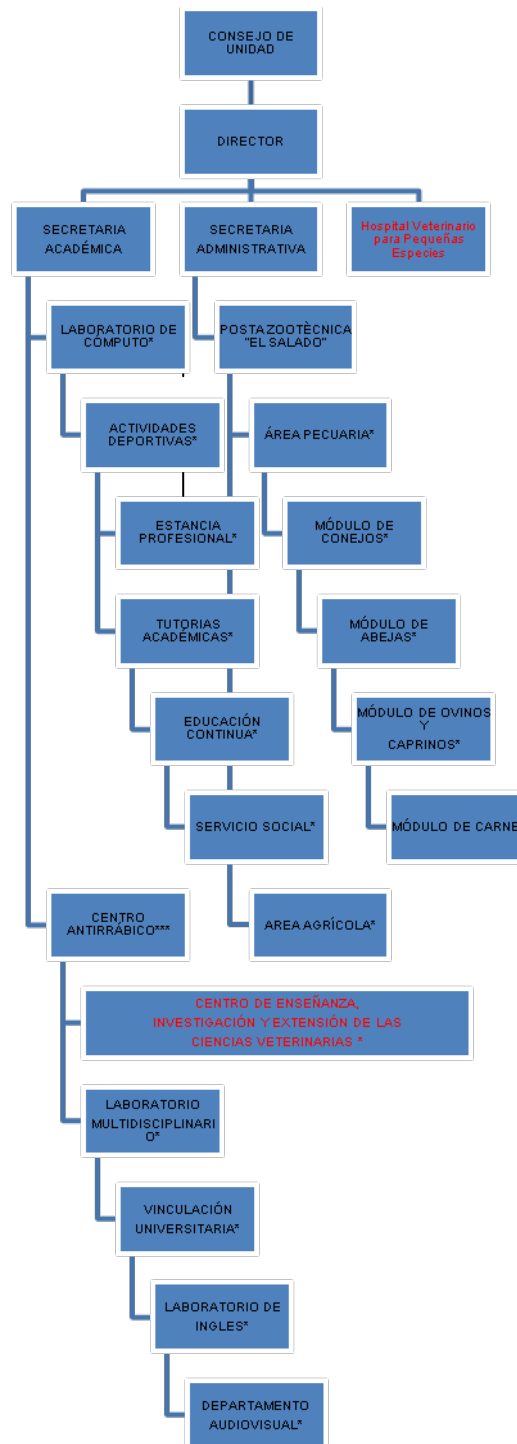 CONSEJO DE
UNIDAD
DIRECTOR
SECRETARIA
ACADÉMICA
SECRETARIA
ADMINISTRATIVA
Hospital Veterinario
para Pequeñas
Especies
LABORATORIO DE
CÓMPUTO*
POSTA ZOOTÈCNICA
"EL SALADO"
ACTIVIDADES
DEPORTIVAS*
ÁREA PECUARIA*
ESTANCIA
PROFESIONAL*
MÓDULO DE
CONEJOS*
TUTORIAS
ACADÉMICAS*
MÓDULO DE
ABEJAS*
EDUCACIÓN
CONTINUA*
MÓDULO DE OVINOS
Y
CAPRINOS*
SERVICIO SOCIAL*
MÓDULO DE CARNE
CENTRO
ANTIRRÁBICO***
AREA AGRÍCOLA*
CENTRO DE ENSEÑANZA,
INVESTIGACIÓN Y EXTENSIÓN DE LAS
CIENCIAS VETERINARIAS *
LABORATORIO
MULTIDISCIPLINARI
O*
VINCULACIÓN
UNIVERSITARIA*
LABORATORIO DE
INGLES*
DEPARTAMENTO
AUDIOVISUAL*